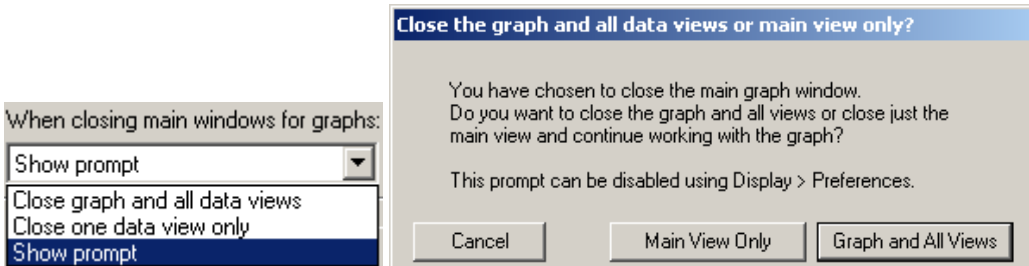 When closing main windows for graphs:
Show prompt
Close graph and all data views
Close one data view only
Show prompt
Close the graph and all data views or main view only?
You have chosen to close the main graph window.
Do you want to close the graph and all views or close just the
main view and continue working with the graph?
This prompt can be disabled using Display > Preferences.
Cancel
Main View Only
Graph and All Views